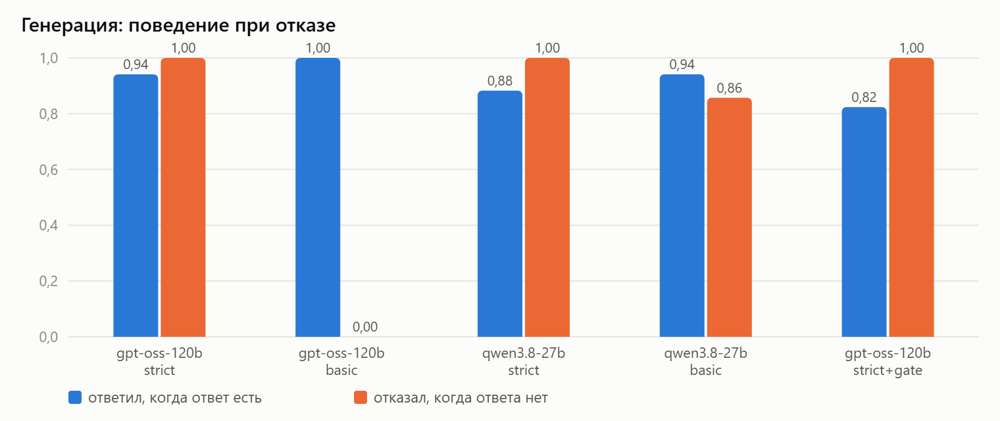 Генерация: поведение при отказе
1,00 1,00 1,00 1,00
1,0
0,94 0,94
0,88 0,86
0,82
0,8
0,6
0,4
0,2
0,00
0,0
gpt-oss-120b gpt-oss-120b qwen3.8-27b qwen3.8-27b gpt-oss-120b
strict basic strict basic strict+gate
ответил, когда ответ есть отказал, когда ответа нет